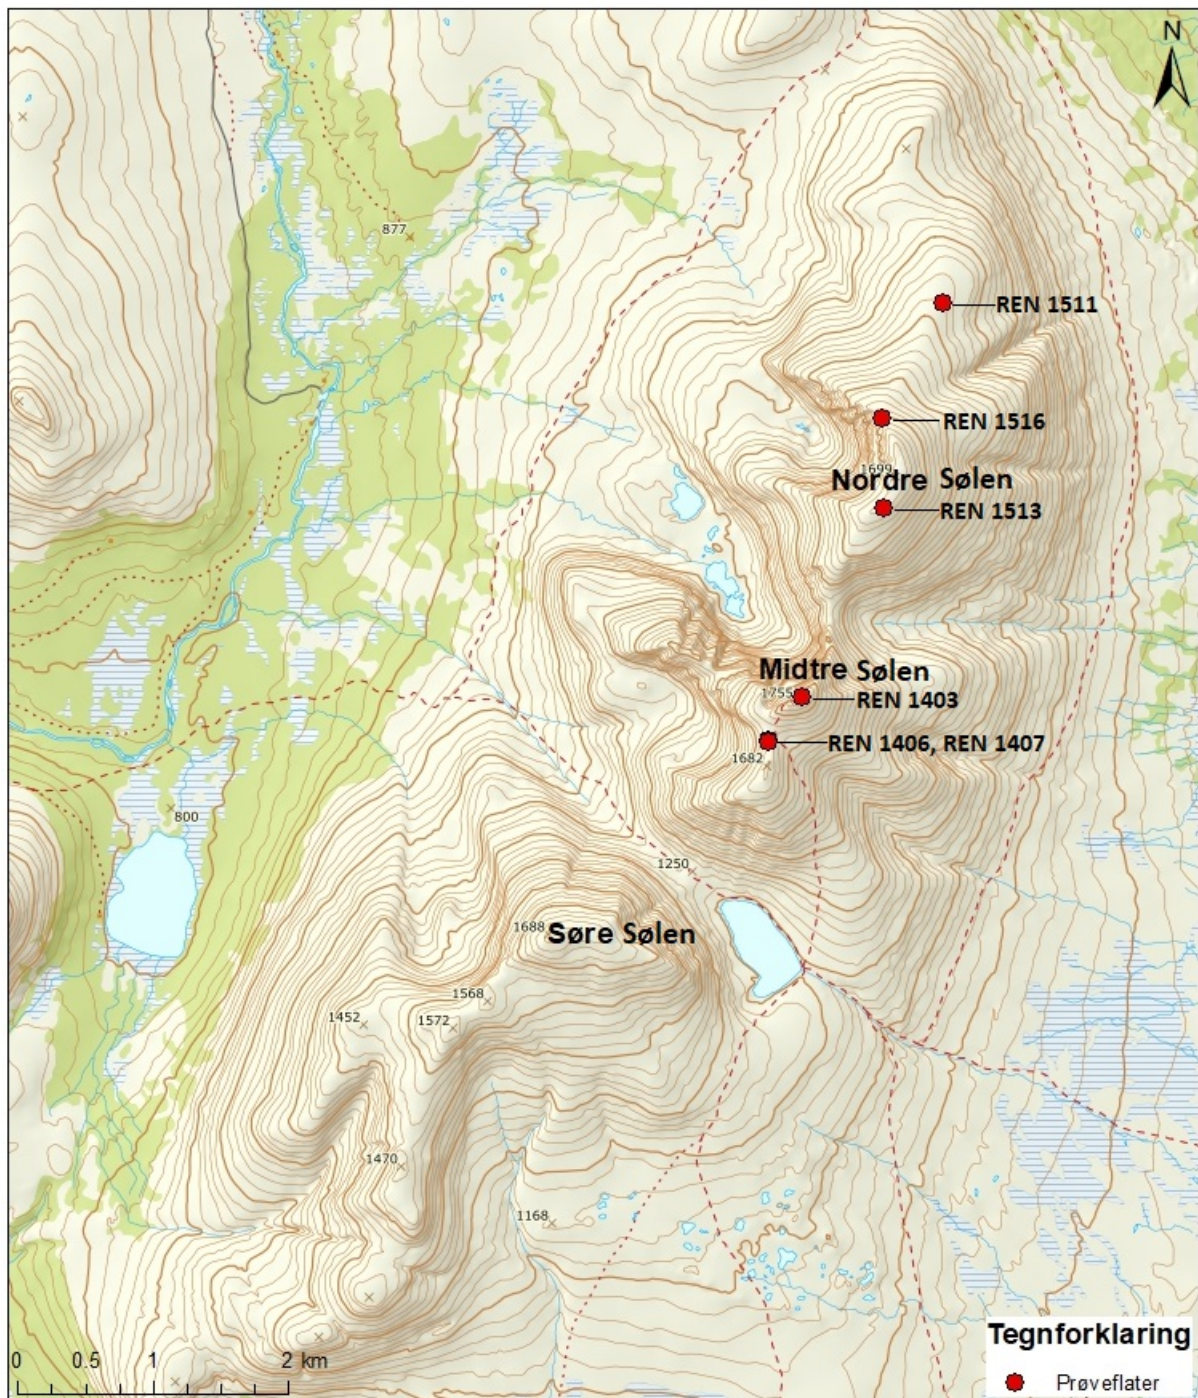 N
877
REN 1511
REN 1516
1699
Nordre Sølen
REN 1513
Midtre Sølen
1755
REN 1403
REN 1406, REN 1407
1682
800
1250
1688
Søre Sølen
1568
1452
1572
1470
1168
Tegnforklaring
0 0.5 1 2 km
Prøveflater